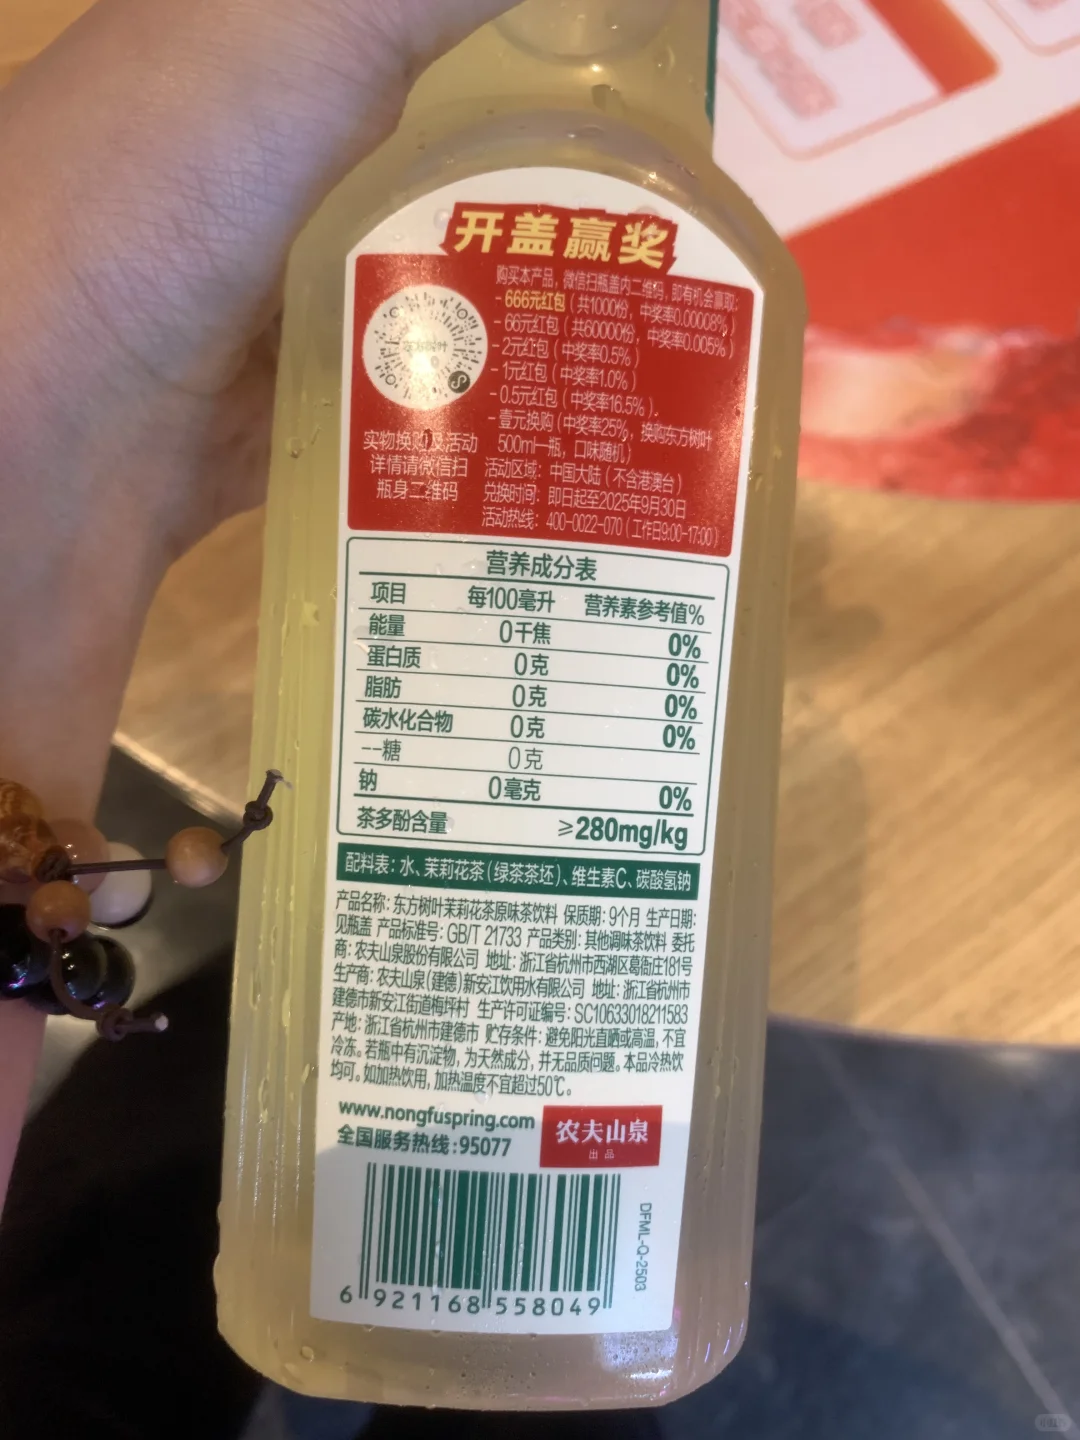 开盖赢奖
购买本产品，微信扫瓶盖内二维码，即有机会赢取：
-666元红包（共1000份，中奖率0.00008%）
-66元红包（共60000份，中奖率0.005%）
-2元红包（中奖率0.5%）
-1元红包（中奖率1.0%）
-0.5元红包（中奖率16.5%）.
-壹元换购（中奖率25%，换购东方树叶
500ml一瓶，口味随机）
活动区域：中国大陆（不含港澳台）
兑换时间：即日起至2025年9月30日
活动热线：400-0022-070（工作日9:00-17:00）
东方树叶
实物换购及活动
详情请微信扫
瓶身二维码
营养成分表
项目 每100毫升 营养素参考值%
能量 0千焦 0%
蛋白质 0克 0%
脂肪 0克 0%
碳水化合物 0克 0%
--糖 0克
钠 0毫克 0%
茶多酚含量 ≥280mg/kg
配料表：水、茉莉花茶（绿茶茶坯）、维生素C、碳酸氢钠
产品名称：东方树叶茉莉花茶原味茶饮料 保质期：9个月 生产日期：
见瓶盖 产品标准号：GB/T 21733 产品类别：其他调味茶饮料 委托
商：农夫山泉股份有限公司 地址：浙江省杭州市西湖区葛衙庄181号
生产商：农夫山泉（建德）新安江饮用水有限公司 地址：浙江省杭州市
建德市新安江街道梅坪村 生产许可证编号：SC10633018211583
产地：浙江省杭州市建德市 贮存条件：避免阳光直晒或高温，不宜
冷冻。若瓶中有沉淀物，为天然成分，并无品质问题。本品冷热饮
均可。如加热饮用，加热温度不宜超过50℃。
www.nongfuspring.com
全国服务热线：95077
农夫山泉
出品
DFML-Q-2503
6 921168 558049
小红书